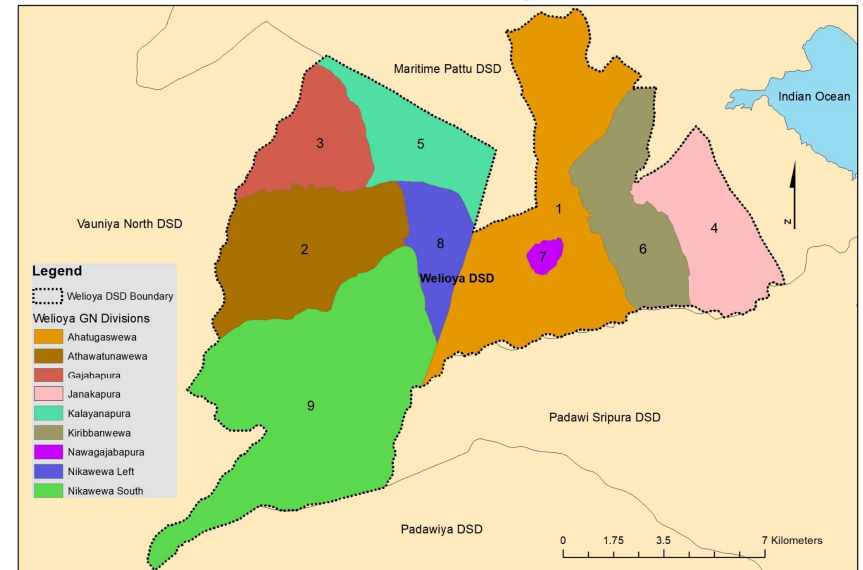 Maritime Pattu DSD
Indian Ocean
3
5
Vauniya North DSD
1
4
N
2
8
7
6
Welioya DSD
Legend
Welioya DSD Boundary
Welioya GN Divisions
Ahatugaswewa
Athawatunawewa
Gajabapura
Janakapura
Kalayanapura
Kiribbanwewa
Nawagajabapura
Nikawewa Left
Nikawewa South
9
Padawi Sripura DSD
Padawiya DSD
0 1.75 3.5 7 Kilometers